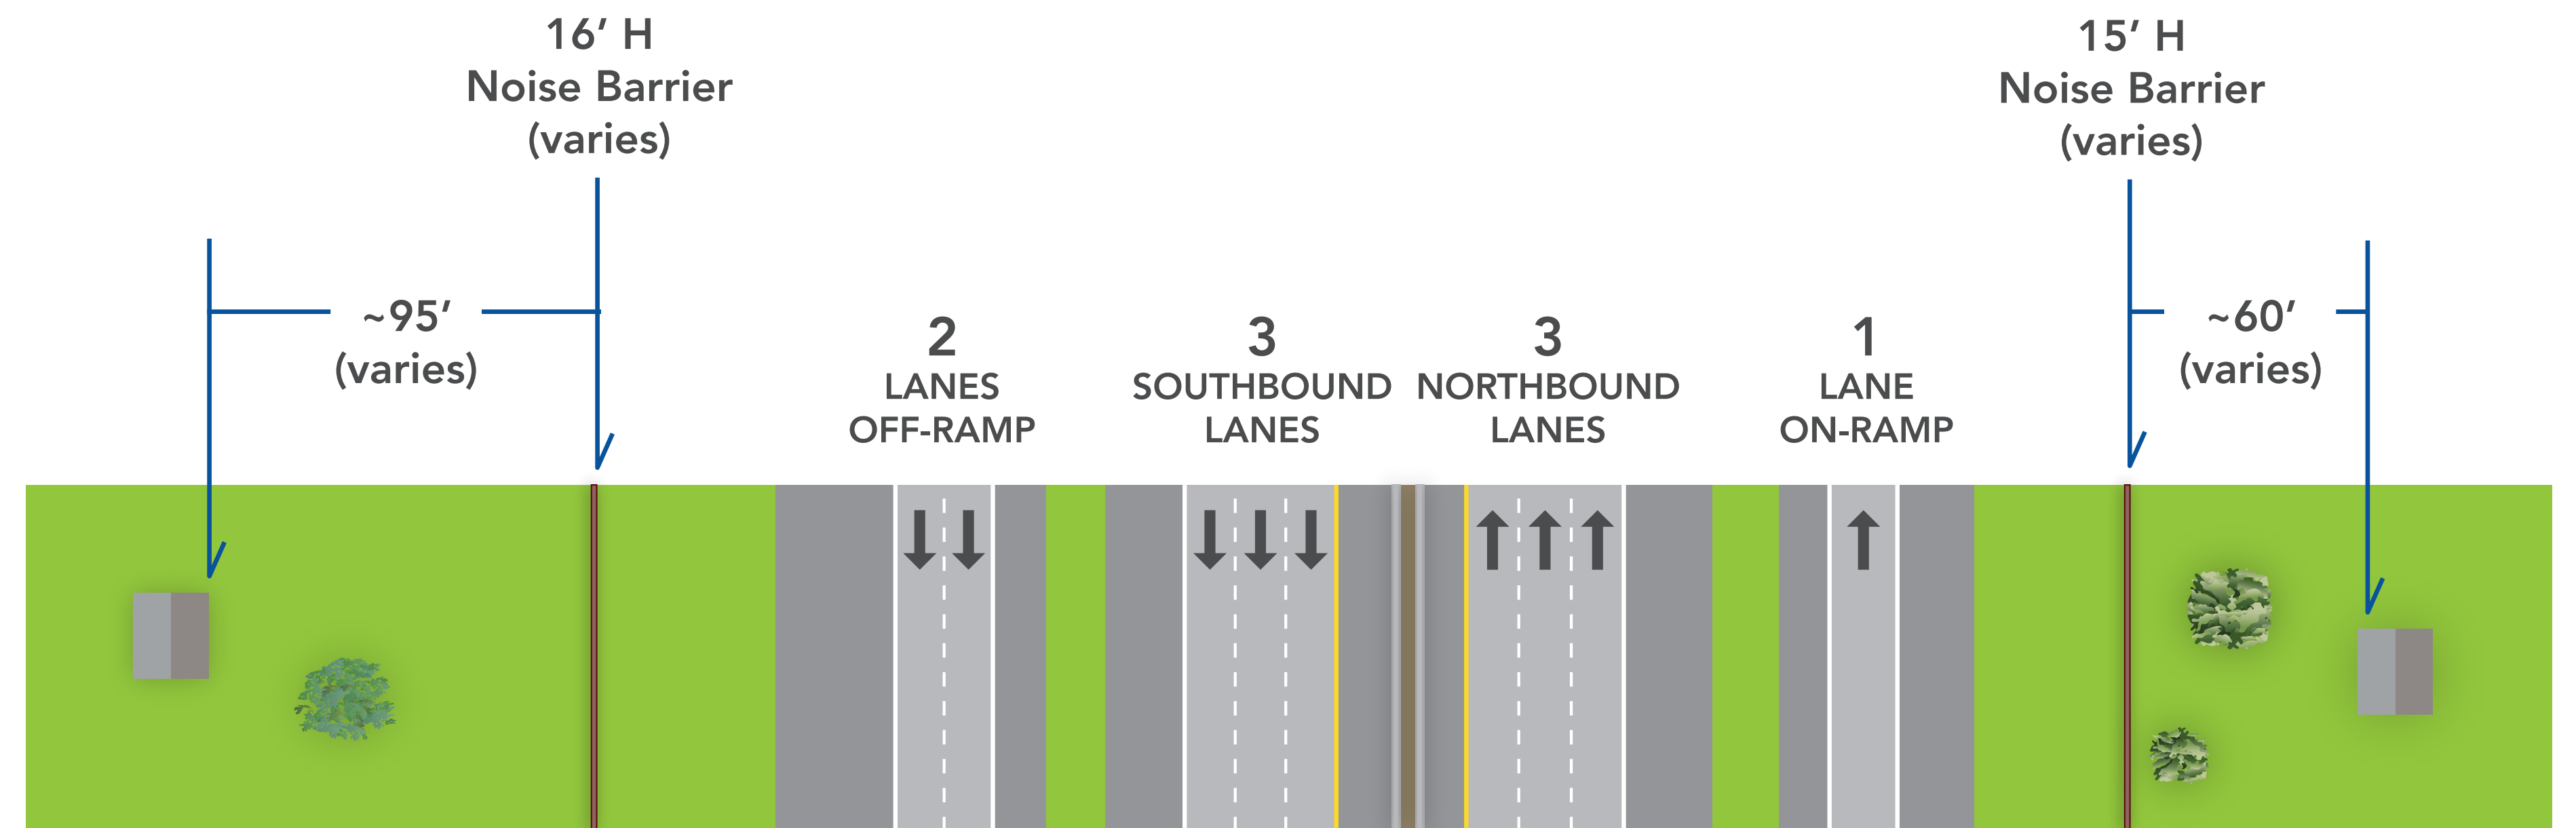 16′ H
Noise Barrier
(varies)
15′ H
Noise Barrier
(varies)
~95′
(varies)
2
LANES
OFF-RAMP
3
SOUTHBOUND
LANES
3
NORTHBOUND
LANES
1
LANE
ON-RAMP
~60′
(varies)